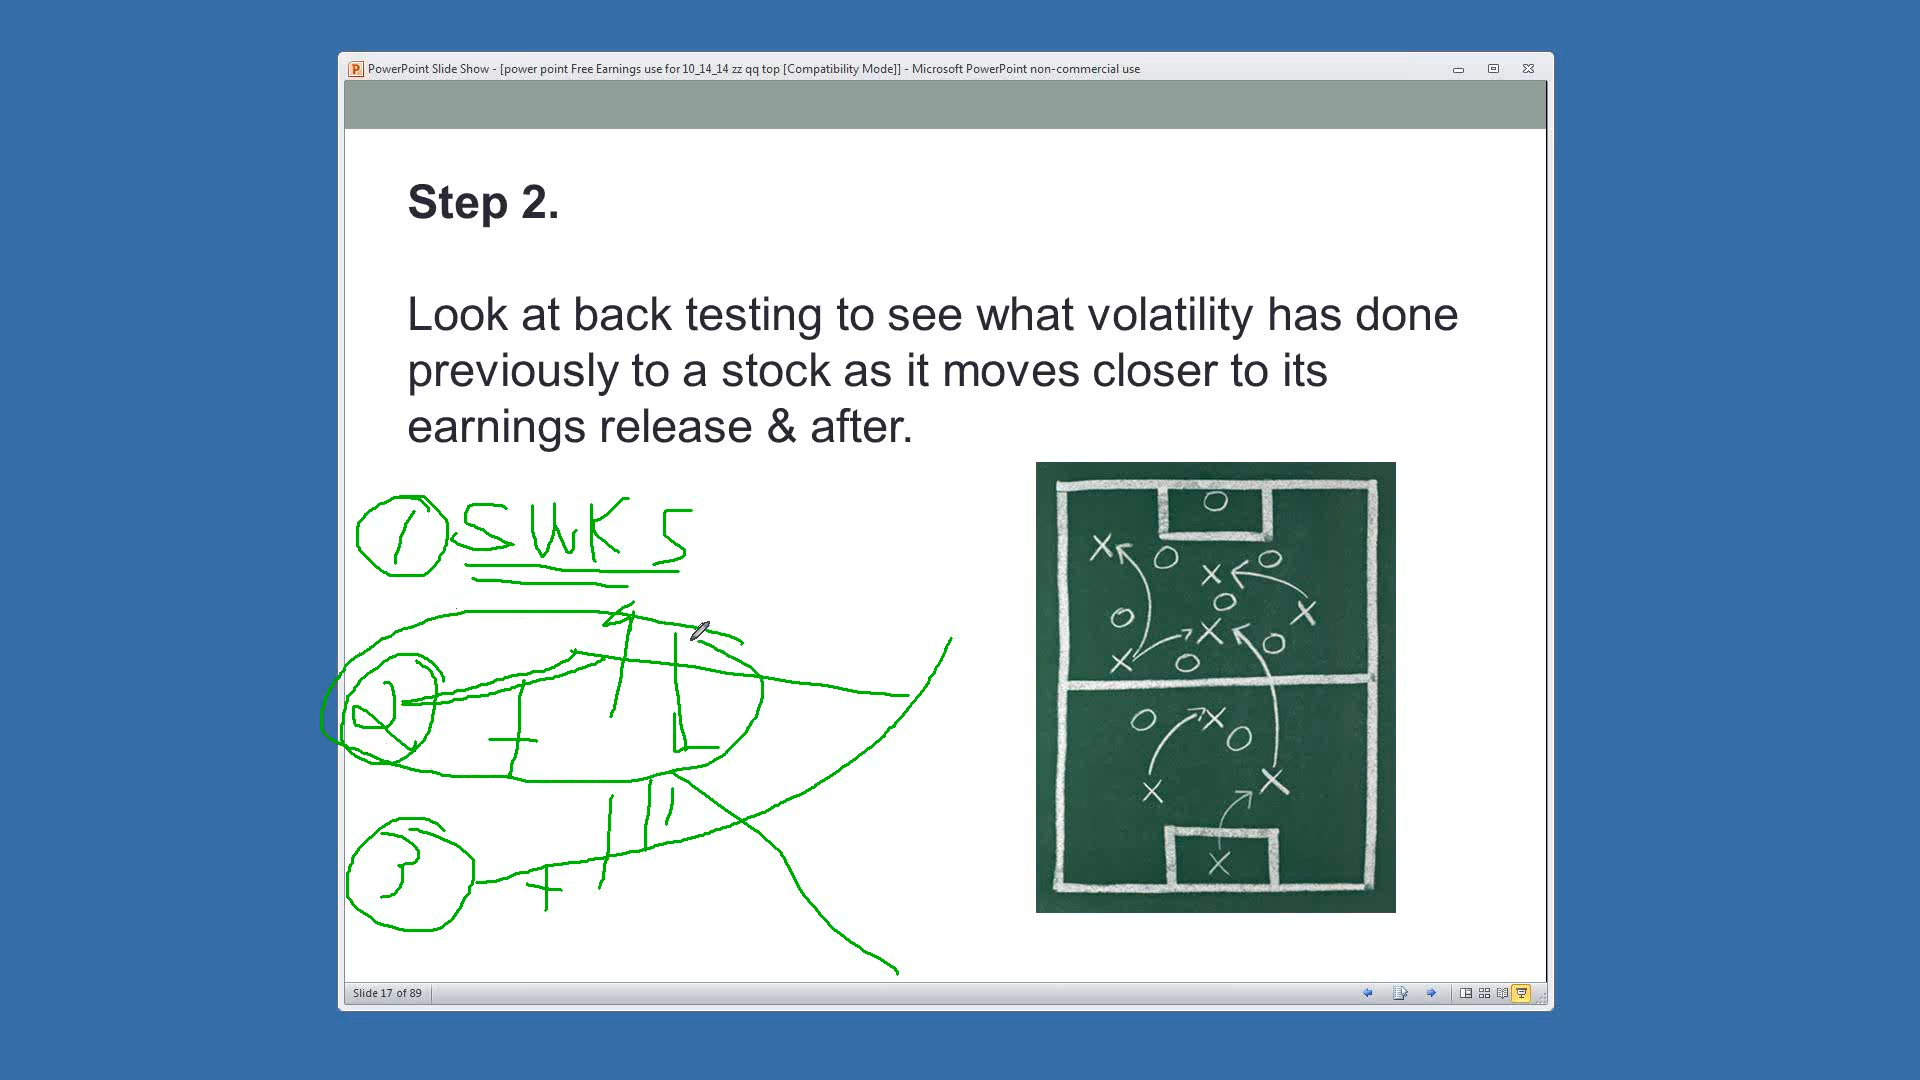 PowerPoint Slide Show - [power point Free Earnings use for 10_14_14 zz qq top [Compatibility Mode]] - Microsoft PowerPoint non-commercial use
Step 2.
Look at back testing to see what volatility has done
previously to a stock as it moves closer to its
earnings release & after.
1 SWKS
2
3
Slide 17 of 89